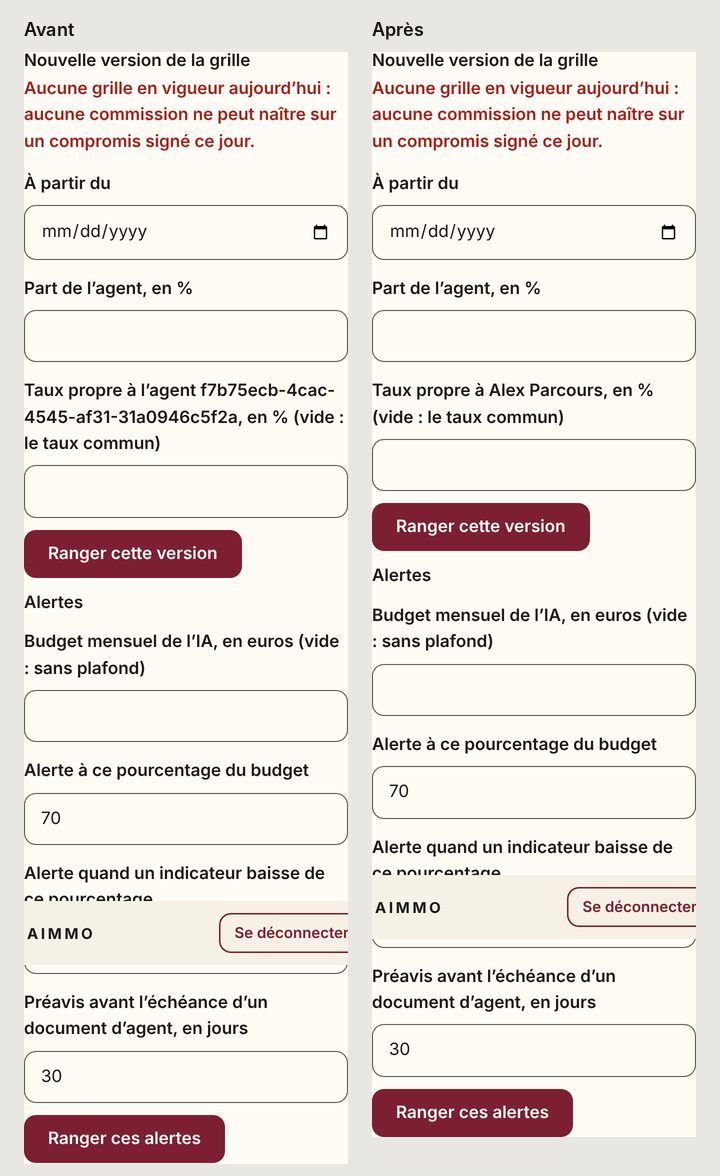 Avant
Nouvelle version de la grille
Aucune grille en vigueur aujourd’hui :
aucune commission ne peut naître sur
un compromis signé ce jour.
À partir du
mm/dd/yyyy
Part de l’agent, en %
Taux propre à l’agent f7b75ecb-4cac-
4545-af31-31a0946c5f2a, en % (vide :
le taux commun)
Ranger cette version
Alertes
Budget mensuel de l’IA, en euros (vide
: sans plafond)
Alerte à ce pourcentage du budget
70
Alerte quand un indicateur baisse de
ce pourcentage
AIMMO
Se déconnecter
Préavis avant l’échéance d’un
document d’agent, en jours
30
Ranger ces alertes
Après
Nouvelle version de la grille
Aucune grille en vigueur aujourd’hui :
aucune commission ne peut naître sur
un compromis signé ce jour.
À partir du
mm/dd/yyyy
Part de l’agent, en %
Taux propre à Alex Parcours, en %
(vide : le taux commun)
Ranger cette version
Alertes
Budget mensuel de l’IA, en euros (vide
: sans plafond)
Alerte à ce pourcentage du budget
70
Alerte quand un indicateur baisse de
ce pourcentage
AIMMO
Se déconnecter
Préavis avant l’échéance d’un
document d’agent, en jours
30
Ranger ces alertes